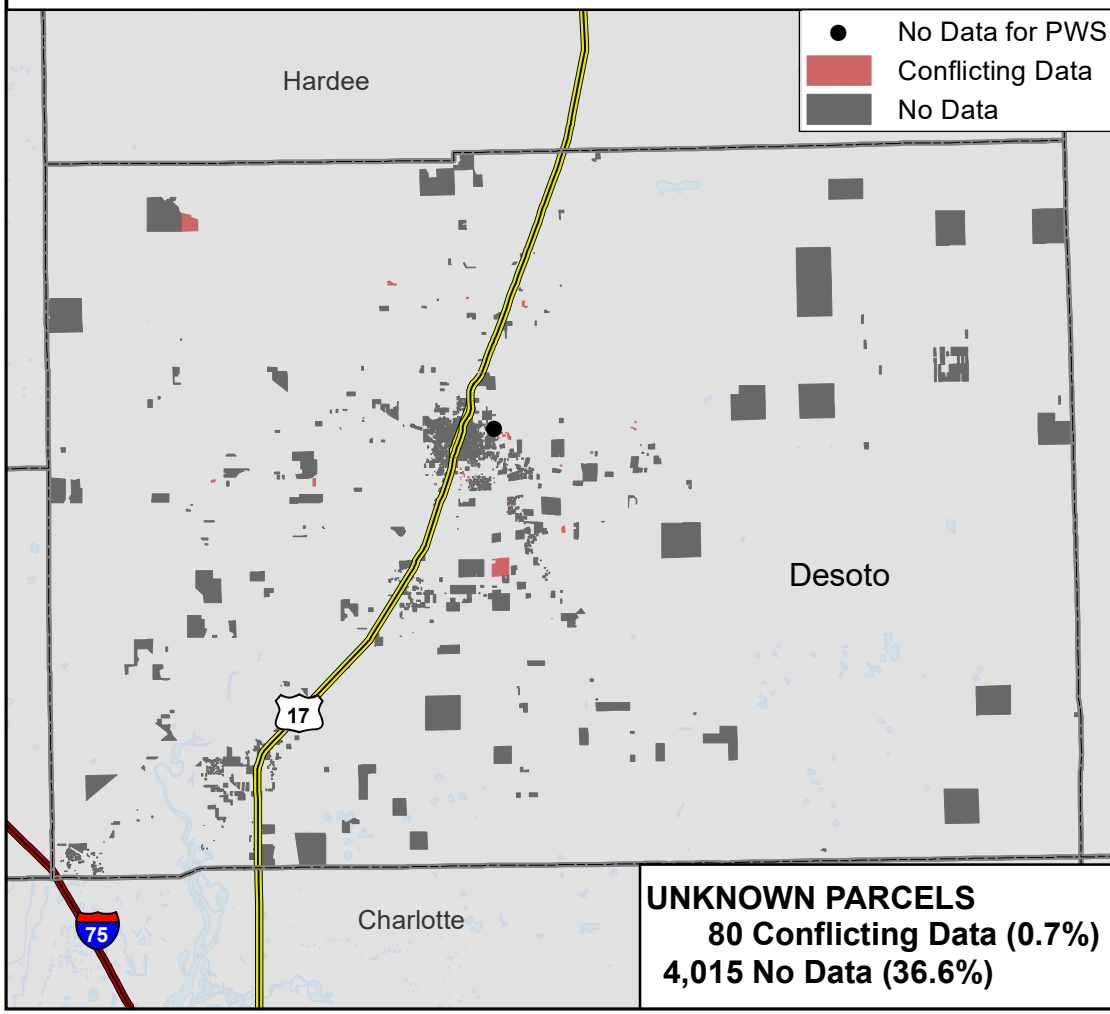 No Data for PWS
Hardee
Conflicting Data
No Data
Desoto
17
Charlotte
75
UNKNOWN PARCELS
80 Conflicting Data (0.7%)
4,015 No Data (36.6%)